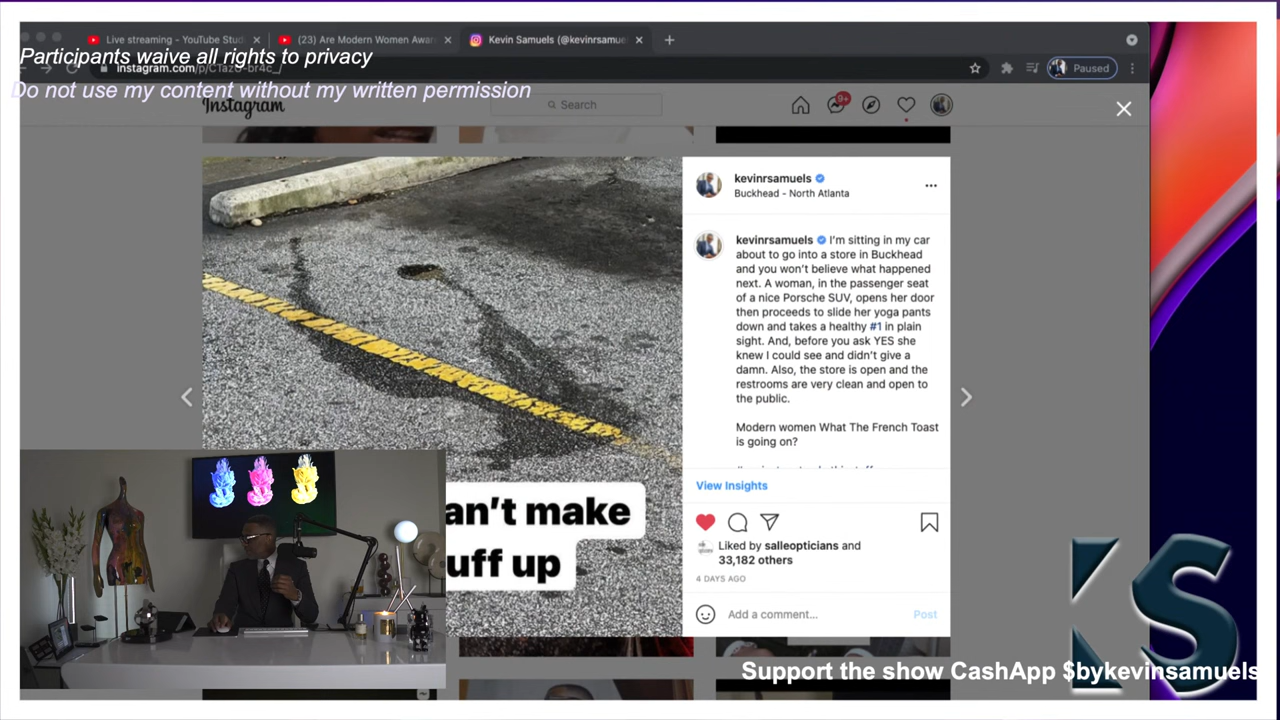 Live streaming - YouTube Stud
(23) Are Modern Women Awar
Kevin Samuels (@kevinrsamue
Participants waive all rights to privacy
instagram.com/p/
Paused
Do not use my content without my written permission
Instagram
Search
9+
kevinrsamuels
Buckhead - North Atlanta
kevinrsamuels I'm sitting in my car
about to go into a store in Buckhead
and you won't believe what happened
next. A woman, in the passenger seat
of a nice Porsche SUV, opens her door
then proceeds to slide her yoga pants
down and takes a healthy #1 in plain
sight. And, before you ask YES she
knew I could see and didn't give a
damn. Also, the store is open and the
restrooms are very clean and open to
the public.
Modern women What The French Toast
is going on?
View Insights
an't make
uff up
Liked by salleopticians and
33,182 others
4 DAYS AGO
Add a comment...
Post
KS
Support the show CashApp $bykevinsamuels